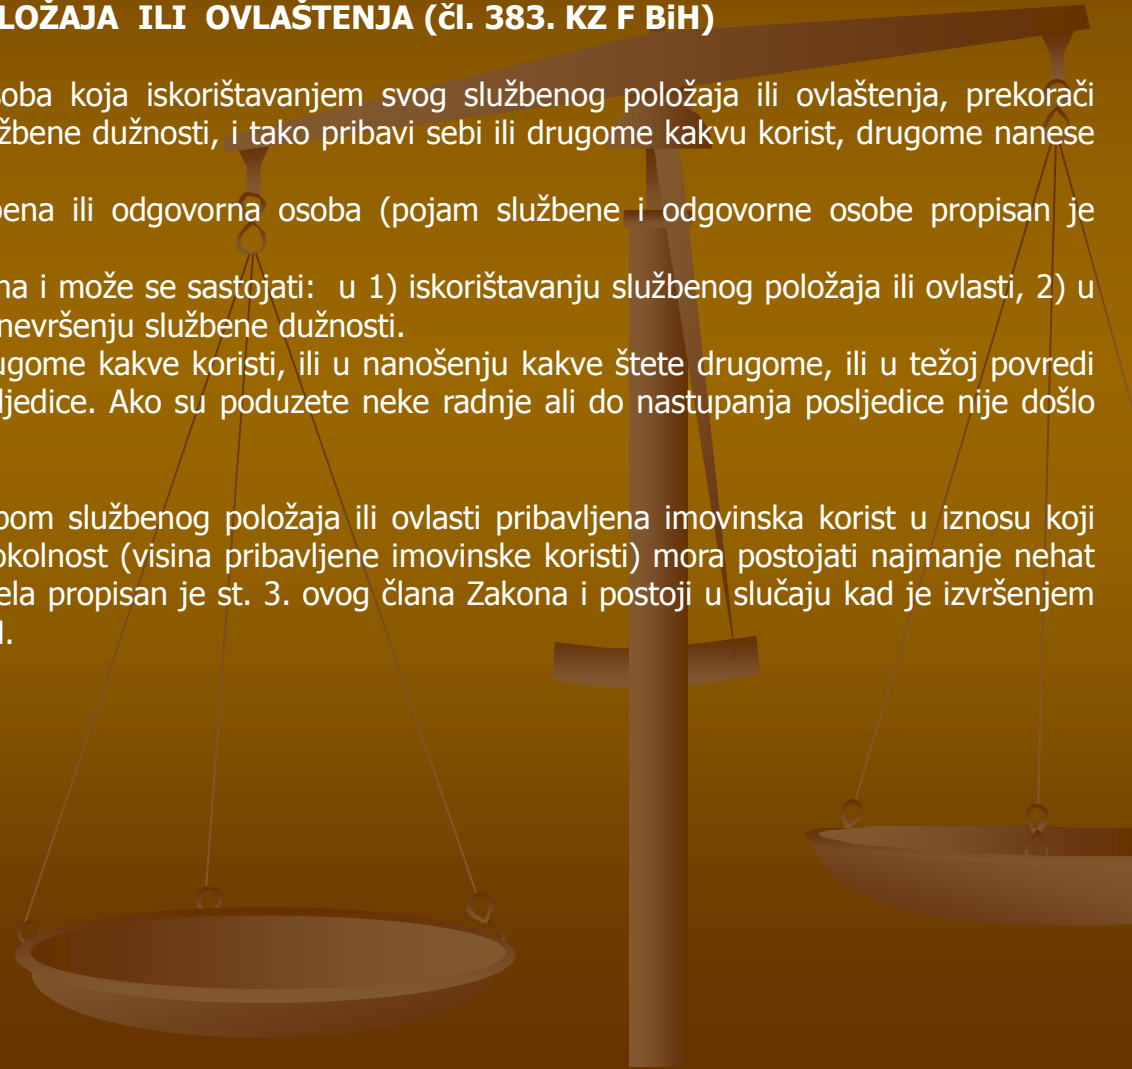 LOŽAJA ILI OVLAŠTENJA (čl. 383. KZ F BiH)
soba koja iskorištavanjem svog službenog položaja ili ovlaštenja, prekorači
žbene dužnosti, i tako pribavi sebi ili drugome kakvu korist, drugome nanese
bena ili odgovorna osoba (pojam službene i odgovorne osobe propisan je
na i može se sastojati: u 1) iskorištavanju službenog položaja ili ovlasti, 2) u
nevršenju službene dužnosti.
ugome kakve koristi, ili u nanošenju kakve štete drugome, ili u težoj povredi
ljedice. Ako su poduzete neke radnje ali do nastupanja posljedice nije došlo
bom službenog položaja ili ovlasti pribavljena imovinska korist u iznosu koji
okolnost (visina pribavljene imovinske koristi) mora postojati najmanje nehat
ela propisan je st. 3. ovog člana Zakona i postoji u slučaju kad je izvršenjem